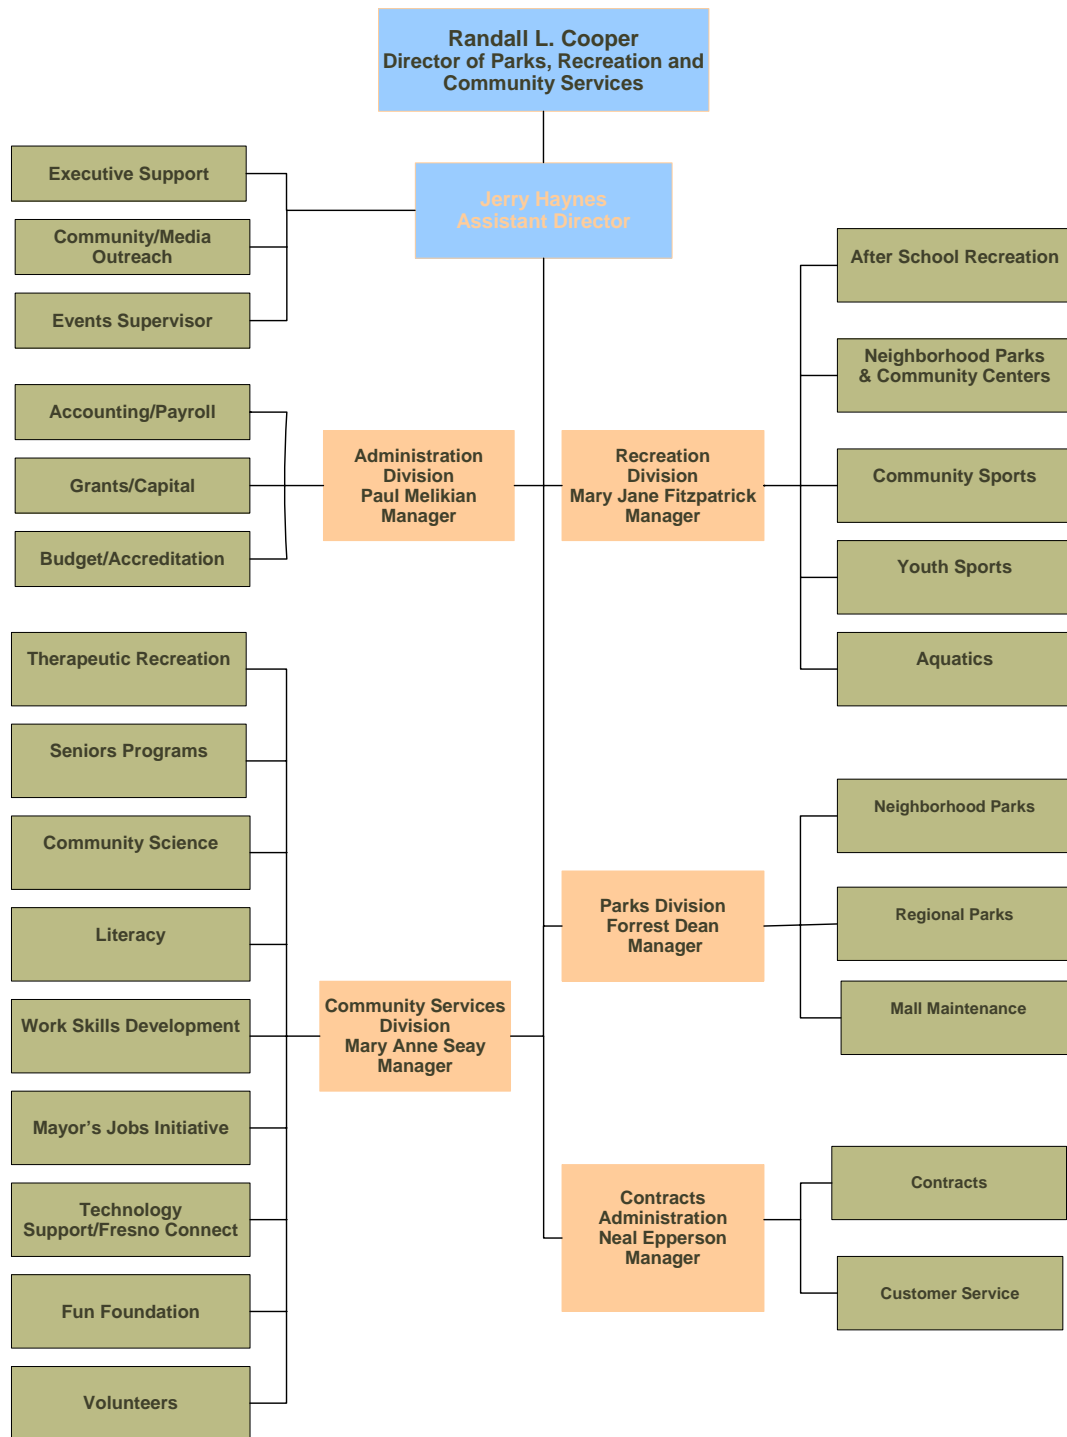 Randall L. Cooper
Director of Parks, Recreation and
Community Services
Jerry Haynes
Assistant Director
Executive Support
Community/Media
Outreach
Events Supervisor
Accounting/Payroll
Grants/Capital
Budget/Accreditation
Administration
Division
Paul Melikian
Manager
Recreation
Division
Mary Jane Fitzpatrick
Manager
After School Recreation
Neighborhood Parks
& Community Centers
Community Sports
Youth Sports
Aquatics
Therapeutic Recreation
Seniors Programs
Community Science
Literacy
Work Skills Development
Mayor’s Jobs Initiative
Technology
Support/Fresno Connect
Fun Foundation
Volunteers
Community Services
Division
Mary Anne Seay
Manager
Parks Division
Forrest Dean
Manager
Neighborhood Parks
Regional Parks
Mall Maintenance
Contracts
Administration
Neal Epperson
Manager
Contracts
Customer Service